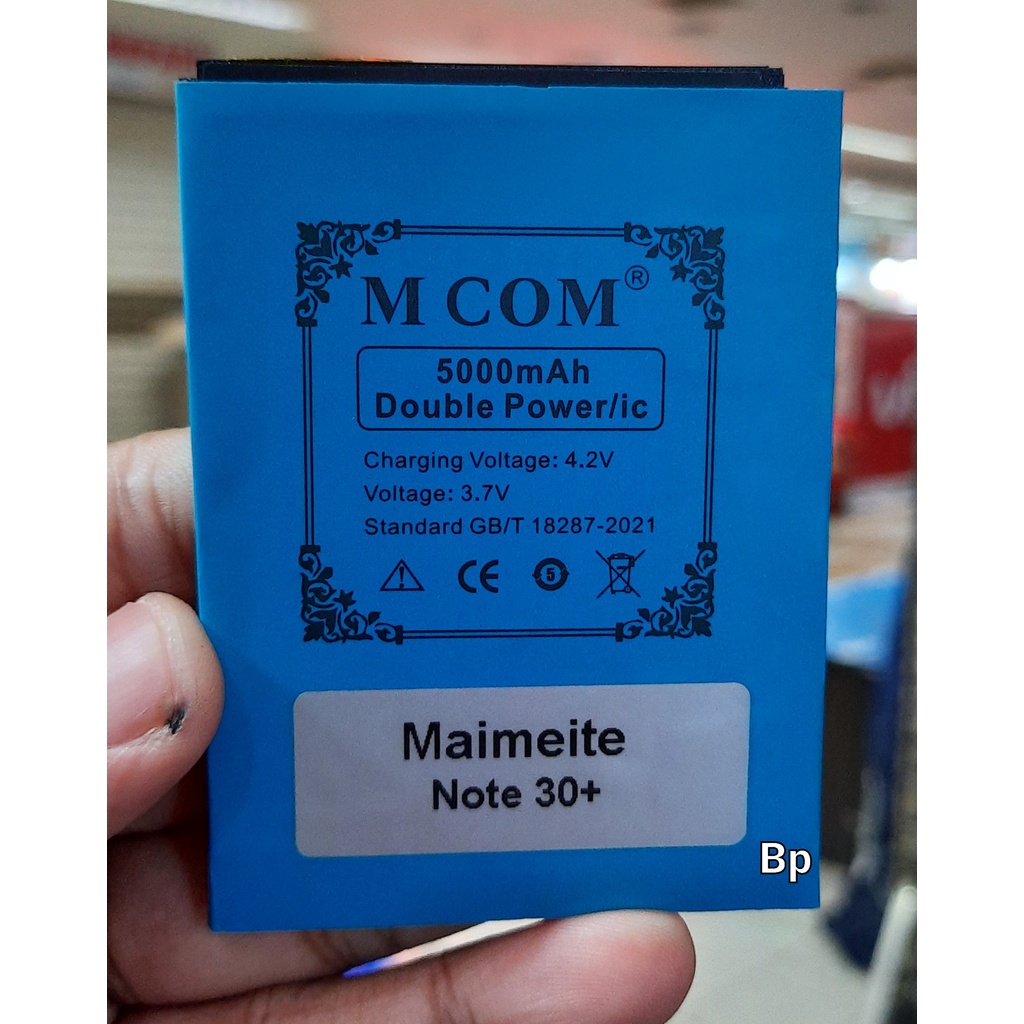 M COM®
5000mAh
Double Power/ic
Charging Voltage: 4.2V
Voltage: 3.7V
Standard GB/T 18287-2021
CE
5
Maimeite
Note 30+
Bp